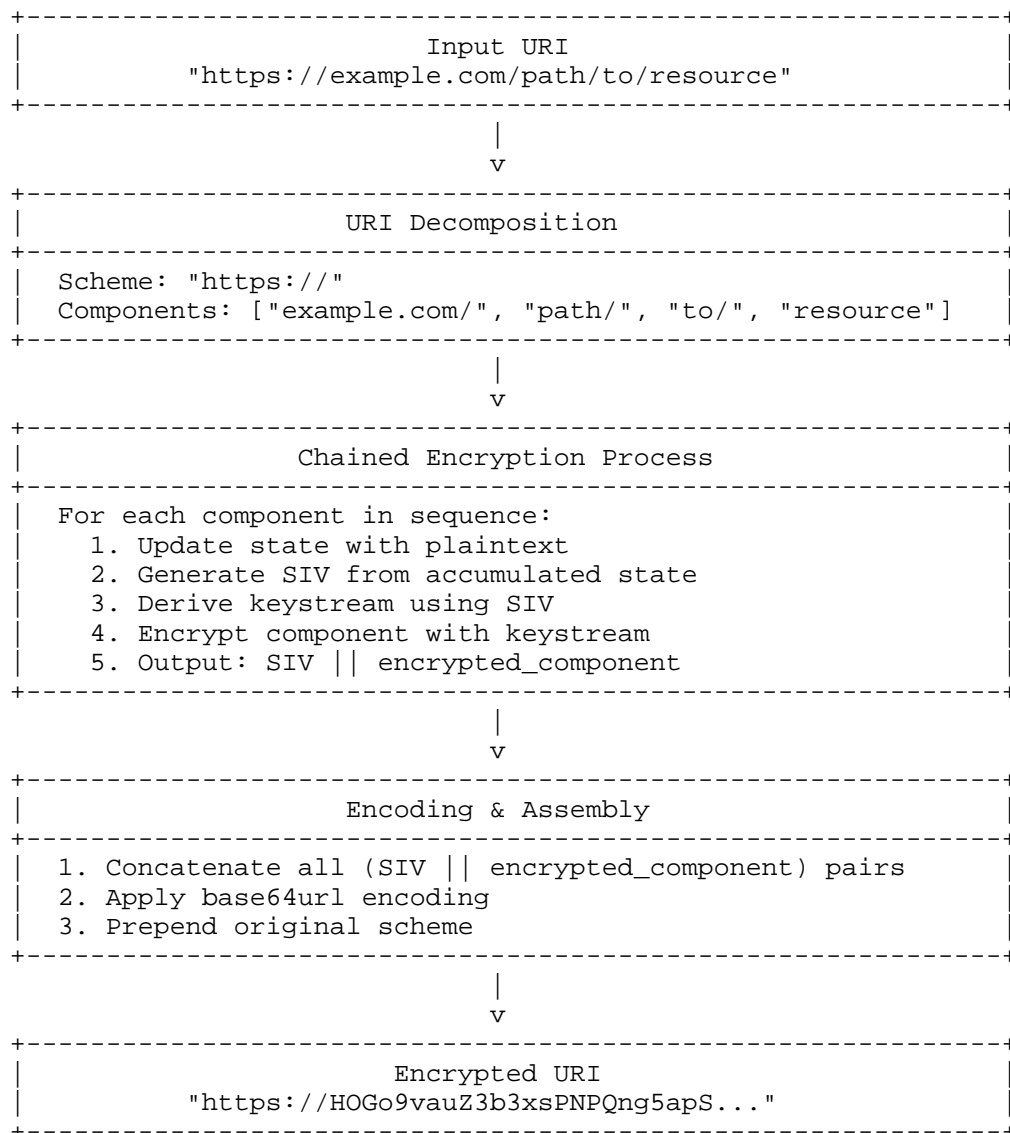 Input URI
"https://example.com/path/to/resource"
v
URI Decomposition
Scheme: "https://"
Components: ["example.com/", "path/", "to/", "resource"]
v
Chained Encryption Process
For each component in sequence:
1. Update state with plaintext
2. Generate SIV from accumulated state
3. Derive keystream using SIV
4. Encrypt component with keystream
5. Output: SIV || encrypted_component
v
Encoding & Assembly
1. Concatenate all (SIV || encrypted_component) pairs
2. Apply base64url encoding
3. Prepend original scheme
v
Encrypted URI
"https://HOGo9vauZ3b3xsPNPQng5apS..."